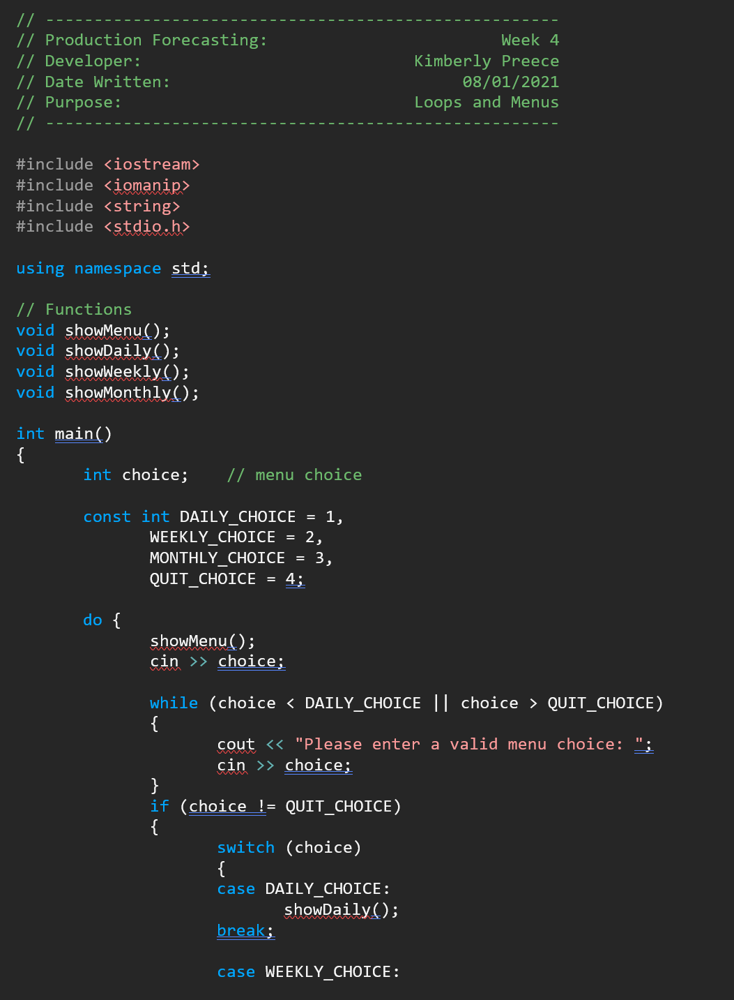 // -----------------------------------------------------
// Production Forecasting:                        Week 4
// Developer:                            Kimberly Preece
// Date Written:                              08/01/2021
// Purpose:                              Loops and Menus
// -----------------------------------------------------
#include <iostream>
#include <iomanip>
#include <string>
#include <stdio.h>
using namespace std;
// Functions
void showMenu();
void showDaily();
void showWeekly();
void showMonthly();
int main()
{
int choice;    // menu choice
const int DAILY_CHOICE = 1,
WEEKLY_CHOICE = 2,
MONTHLY_CHOICE = 3,
QUIT_CHOICE = 4;
do {
showMenu();
cin >> choice;
while (choice < DAILY_CHOICE || choice > QUIT_CHOICE)
{
cout << "Please enter a valid menu choice: ";
cin >> choice;
}
if (choice != QUIT_CHOICE)
{
switch (choice)
{
case DAILY_CHOICE:
showDaily();
break;
case WEEKLY_CHOICE: